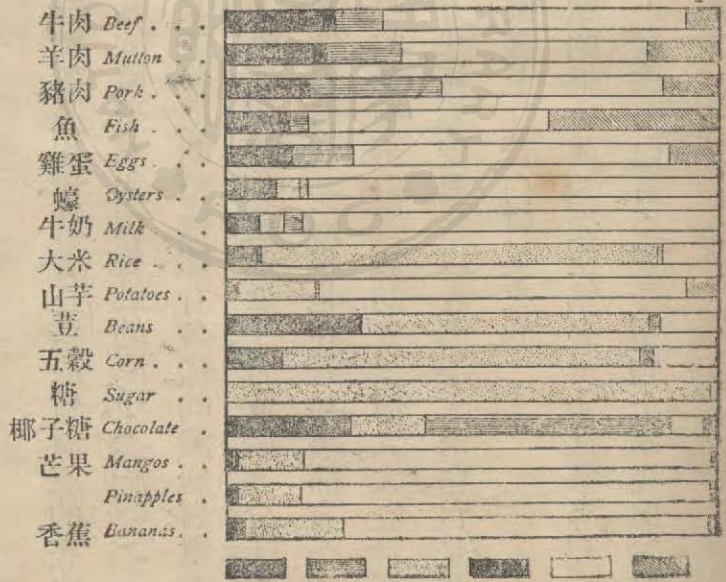 牛肉 Beef . . .
羊肉 Mutton . .
豬肉 Pork . . .
魚 Fish . . .
雞蛋 Eggs . . .
蠔 Oysters . .
牛奶 Milk . .
大米 Rice . . .
山芋 Potatoes . .
荳 Beans . .
五穀 Corn . . .
糖 Sugar . .
椰子糖 Chocolate .
芒果 Mangos . .
Pinapples .
香蕉 Bananas . .